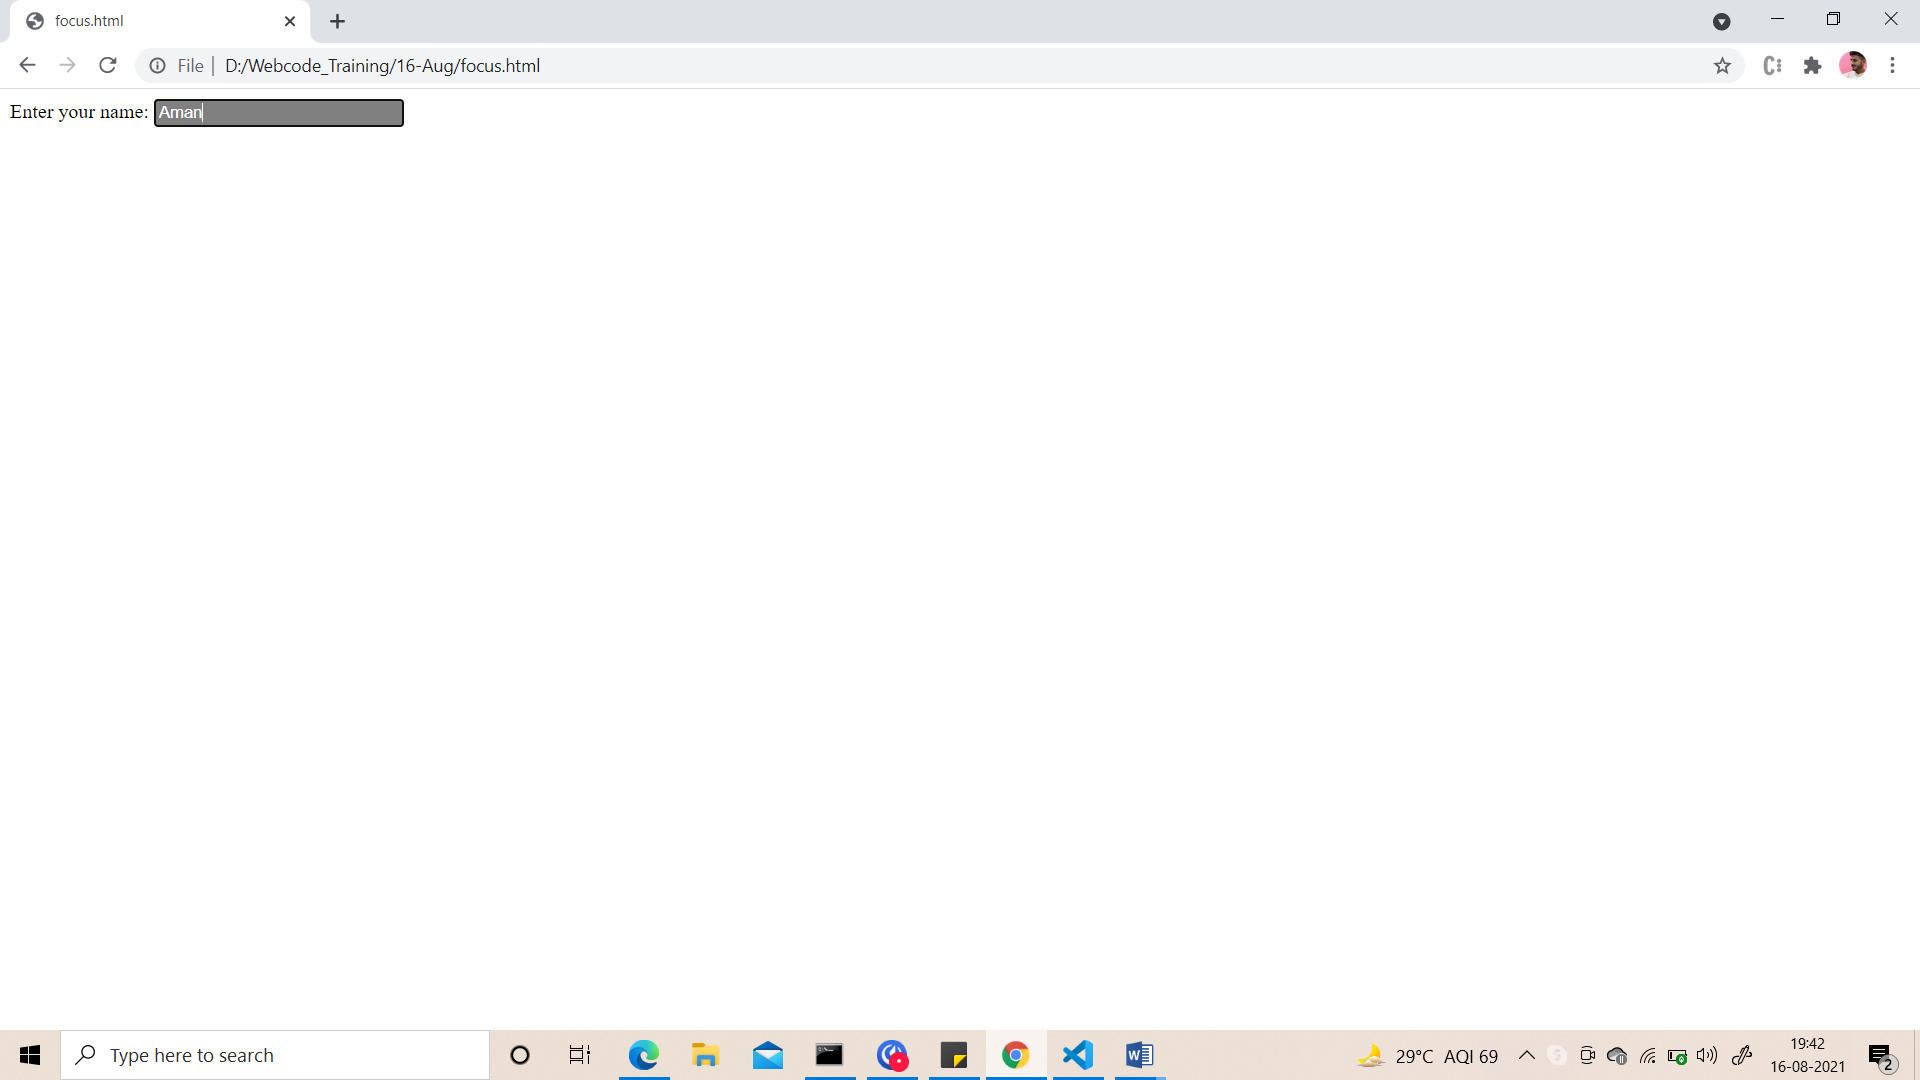 focus.html
File
D:/Webcode_Training/16-Aug/focus.html
Enter your name: Aman
Type here to search
29°C AQI 69
19:42
16-08-2021
2